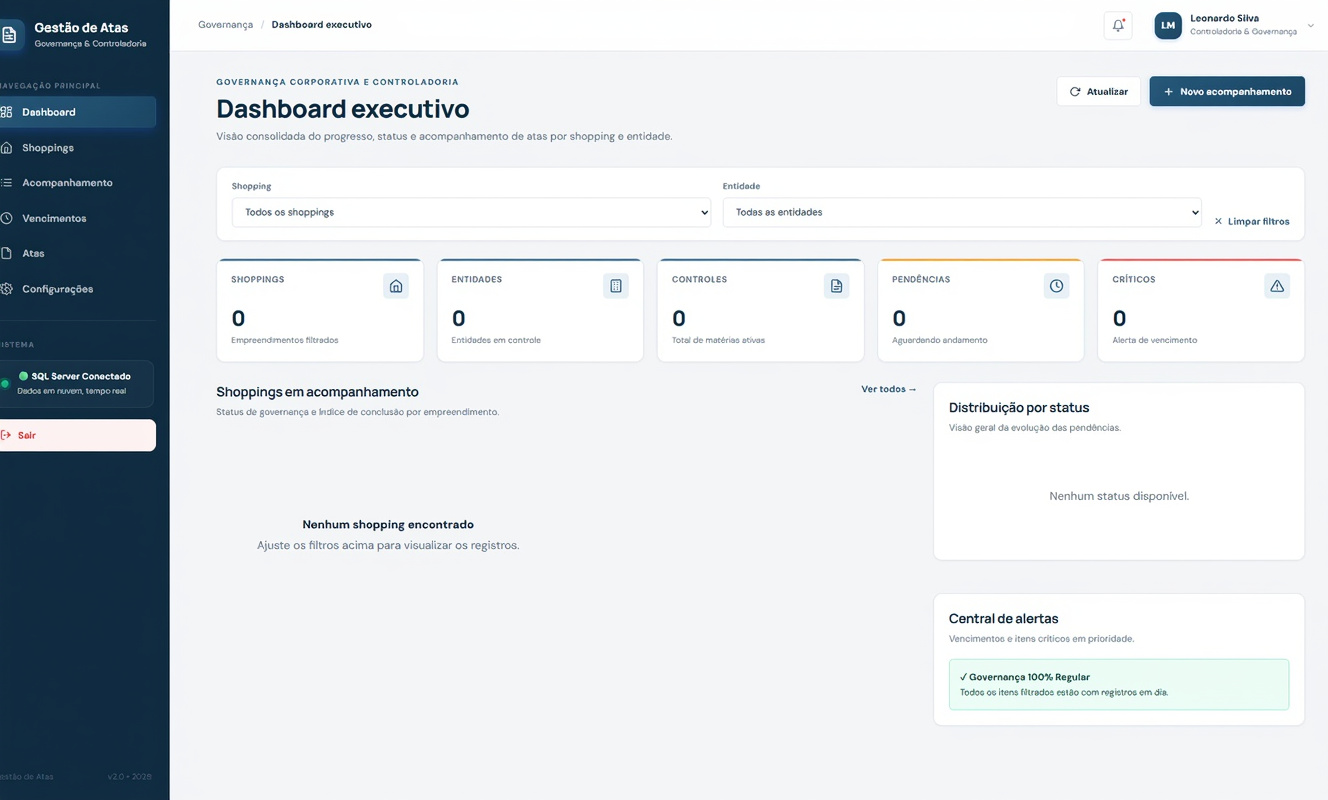 Gestão de Atas
Governança & Controladoria
NAVEGAÇÃO PRINCIPAL
Dashboard
Shoppings
Acompanhamento
Vencimentos
Atas
Configurações
SISTEMA
SQL Server Conectado
Dados em nuvem, tempo real
Sair
Gestão de Atas
v2.0 • 2026
Governança / Dashboard executivo
LM
Leonardo Silva
Controladoria & Governança
GOVERNANÇA CORPORATIVA E CONTROLADORIA
Dashboard executivo
Visão consolidada do progresso, status e acompanhamento de atas por shopping e entidade.
Atualizar
+ Novo acompanhamento
Shopping
Todos os shoppings
Entidade
Todas as entidades
× Limpar filtros
SHOPPINGS
0
Empreendimentos filtrados
ENTIDADES
0
Entidades em controle
CONTROLES
0
Total de matérias ativas
PENDÊNCIAS
0
Aguardando andamento
CRÍTICOS
0
Alerta de vencimento
Shoppings em acompanhamento
Status de governança e índice de conclusão por empreendimento.
Ver todos →
Nenhum shopping encontrado
Ajuste os filtros acima para visualizar os registros.
Distribuição por status
Visão geral da evolução das pendências.
Nenhum status disponível.
Central de alertas
Vencimentos e itens críticos em prioridade.
✓ Governança 100% Regular
Todos os itens filtrados estão com registros em dia.